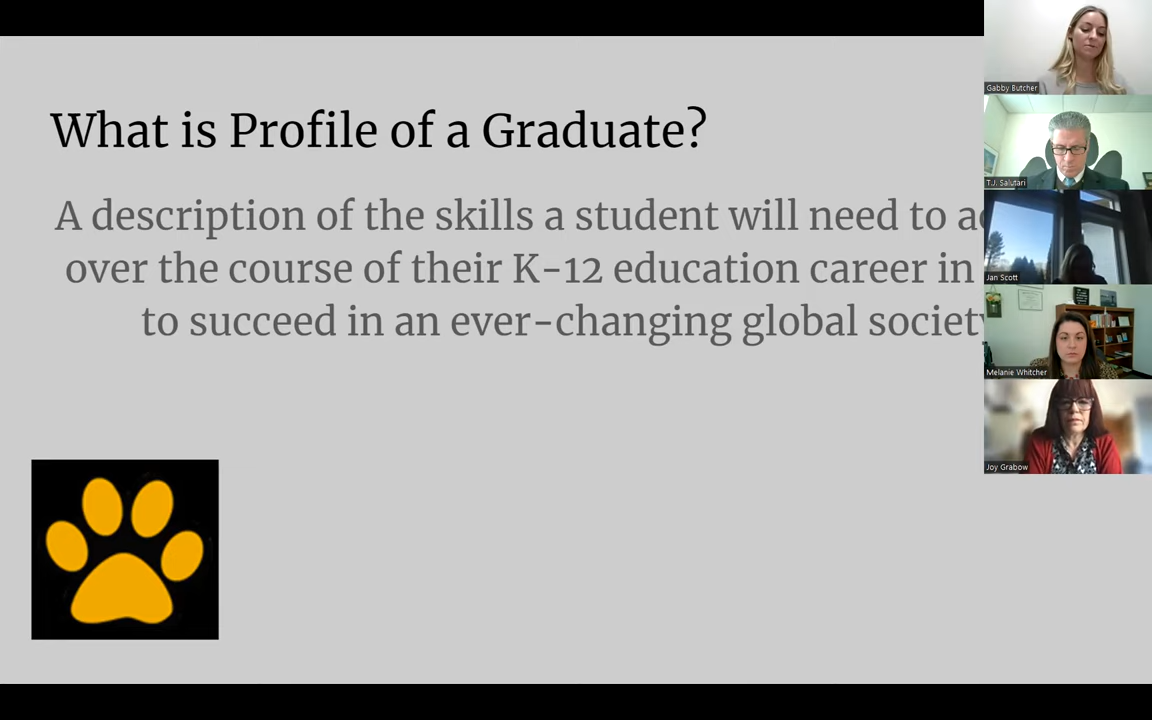 What is Profile of a Graduate?
A description of the skills a student will need to
over the course of their K-12 education career in
to succeed in an ever-changing global society
Gabby Butcher
T.J. Salutari
Jan Scott
Melanie Whitcher
Joy Grabow